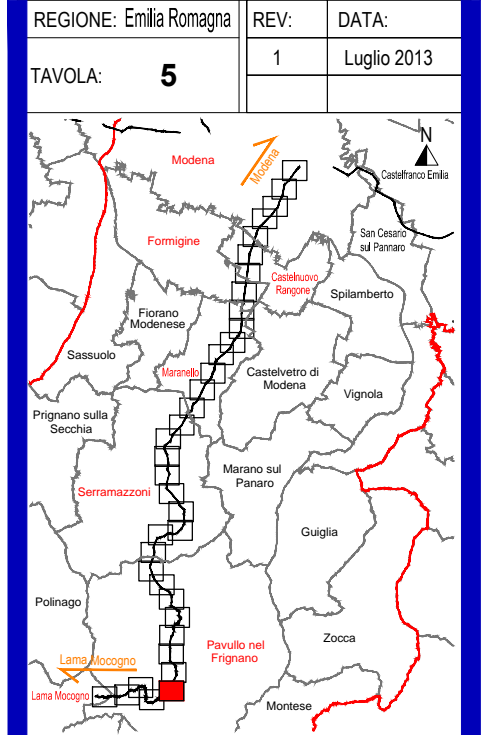 REGIONE: Emilia Romagna
REV:
DATA:
TAVOLA: 5
1
Luglio 2013
N
Modena
Modena
Castelfranco Emilia
Formigine
San Cesario
sul Pannaro
Castelnuovo
Rangone
Spilamberto
Fiorano
Modenese
Sassuolo
Maranello
Castelvetro di
Modena
Vignola
Prignano sulla
Secchia
Marano sul
Panaro
Serramazzoni
Guiglia
Polinago
Pavullo nel
Frignano
Zocca
Lama Mocogno
Lama Mocogno
Montese